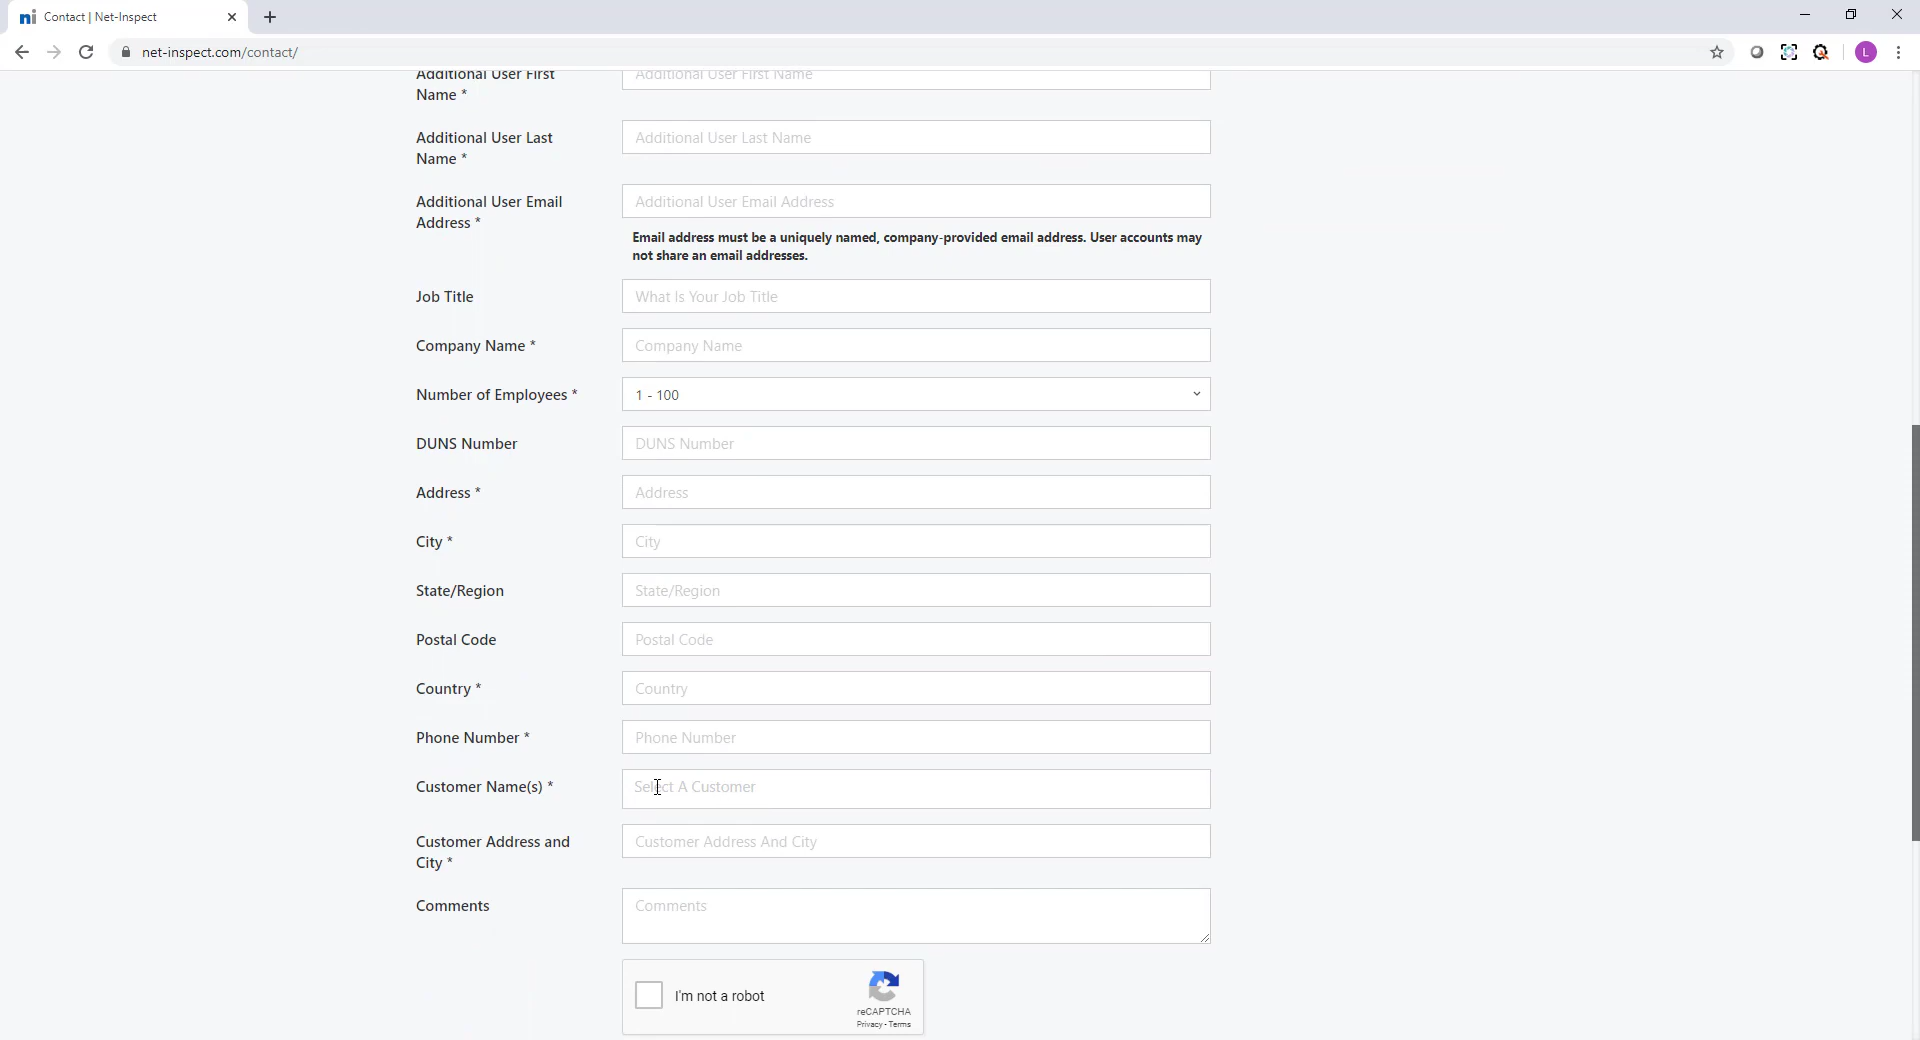 ni Contact | Net-Inspect
net-inspect.com/contact/
L
Additional User First
Name *
Additional User First Name
Additional User Last
Name *
Additional User Last Name
Additional User Email
Address *
Additional User Email Address
Email address must be a uniquely named, company-provided email address. User accounts may
not share an email addresses.
Job Title
What Is Your Job Title
Company Name *
Company Name
Number of Employees *
1 - 100
DUNS Number
DUNS Number
Address *
Address
City *
City
State/Region
State/Region
Postal Code
Postal Code
Country *
Country
Phone Number *
Phone Number
Customer Name(s) *
Select A Customer
Customer Address and
City *
Customer Address And City
Comments
Comments
I'm not a robot
reCAPTCHA
Privacy - Terms